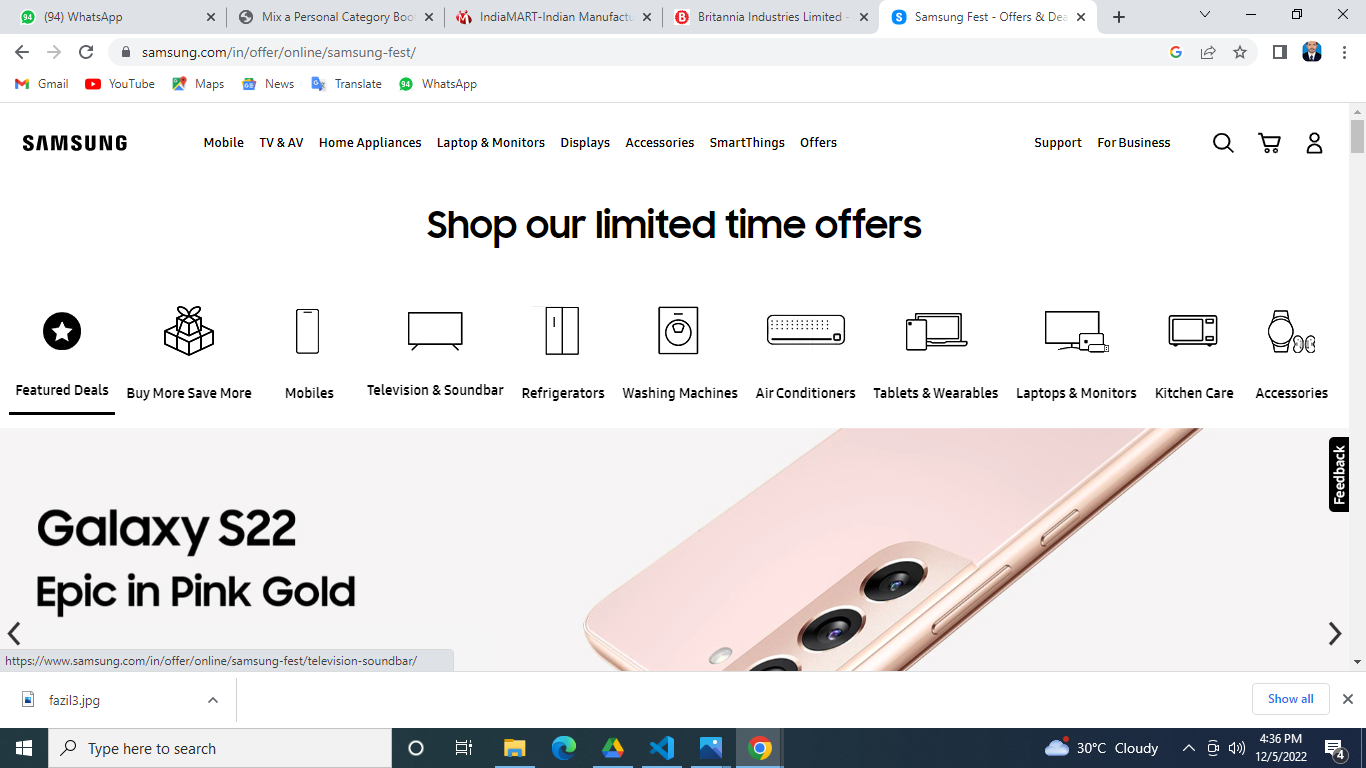 (94) WhatsApp
Mix a Personal Category Boo
IndiaMART-Indian Manufactu
Britannia Industries Limited -
Samsung Fest - Offers & Dea
samsung.com/in/offer/online/samsung-fest/
Gmail
YouTube
Maps
News
Translate
94
WhatsApp
SAMSUNG
Mobile
TV & AV
Home Appliances
Laptop & Monitors
Displays
Accessories
SmartThings
Offers
Support
For Business
Shop our limited time offers
Featured Deals
Buy More Save More
Mobiles
Television & Soundbar
Refrigerators
Washing Machines
Air Conditioners
Tablets & Wearables
Laptops & Monitors
Kitchen Care
Accessories
Feedback
Galaxy S22
Epic in Pink Gold
https://www.samsung.com/in/offer/online/samsung-fest/television-soundbar/
fazil3.jpg
Show all
Type here to search
30°C Cloudy
4:36 PM
12/5/2022
4